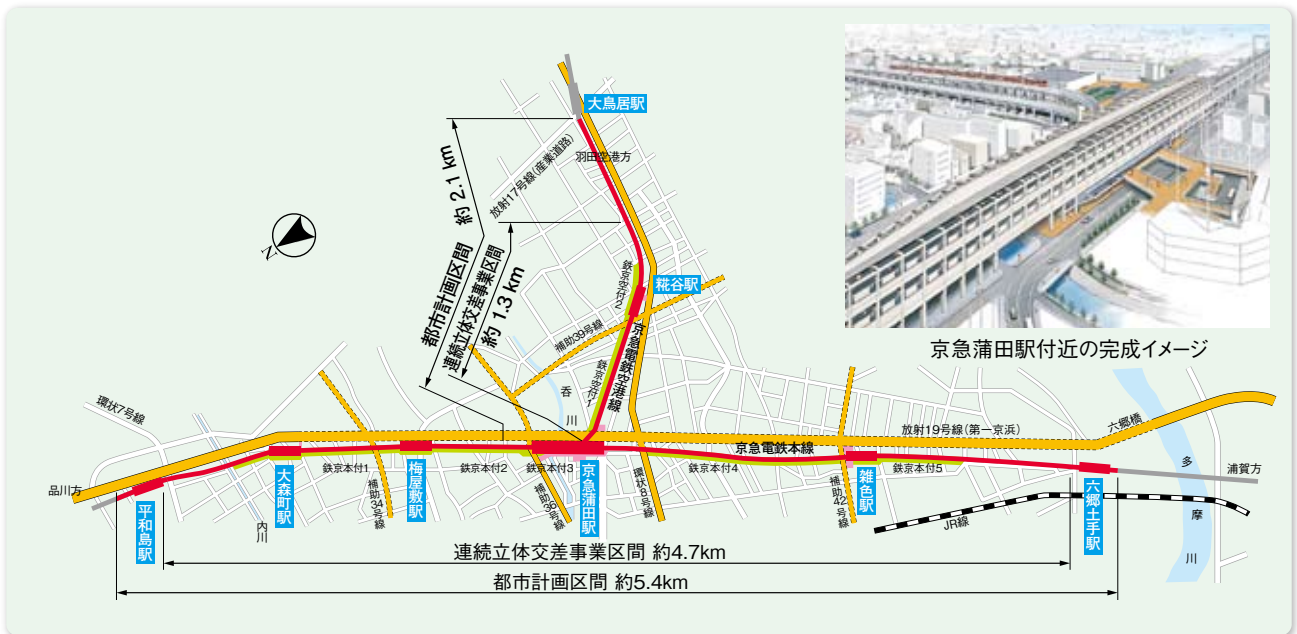 大鳥居駅
羽田空港方
放射17号線(産業道路)
約 2.1 km
都市計画区間
連続立体交差事業区間
約 1.3 km
N
鉄京空付2
糀谷駅
京急電鉄空港線
補助39号線
鉄京空付1
呑川
京急蒲田駅付近の完成イメージ
環状7号線
品川方
平和島駅
大森町駅
内川
鉄京本付1
補助34号線
梅屋敷駅
鉄京本付2
鉄京本付3
補助36号線
京急蒲田駅
環状8号線
京急電鉄本線
鉄京本付4
放射19号線(第一京浜)
補助42号線
雑色駅
鉄京本付5
JR線
六郷土手駅
六郷橋
多摩川
浦賀方
連続立体交差事業区間 約4.7km
都市計画区間 約5.4km